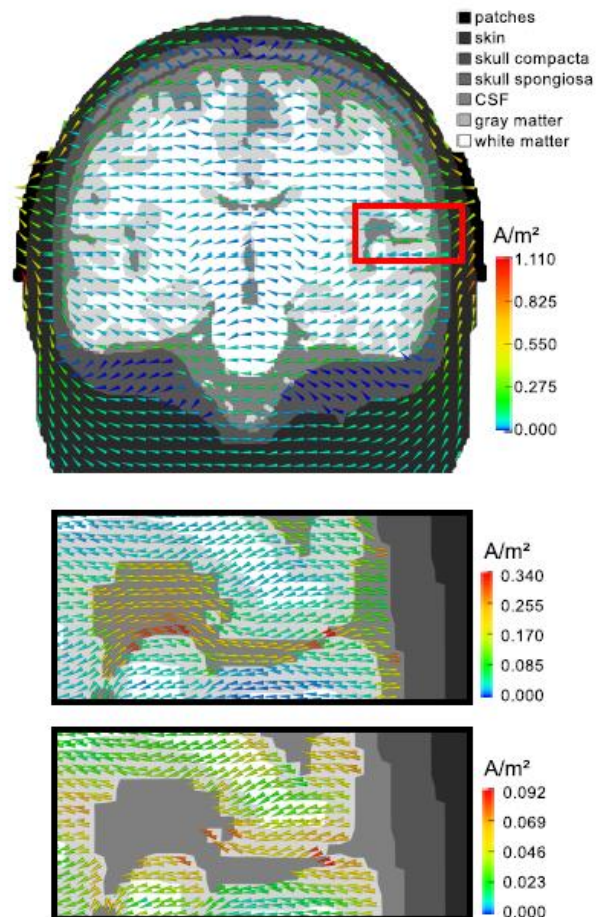 patches
skin
skull compacta
skull spongiosa
CSF
gray matter
white matter
A/m²
1.110
0.825
0.550
0.275
0.000
A/m²
0.340
0.255
0.170
0.085
0.000
A/m²
0.092
0.069
0.046
0.023
0.000